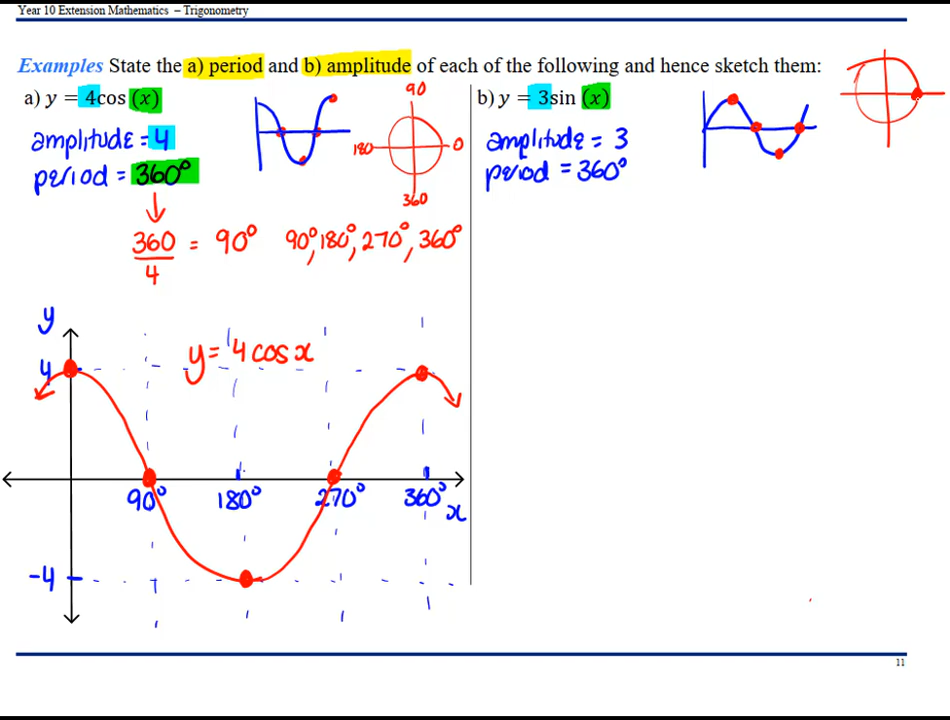 Year 10 Extension Mathematics – Trigonometry
Examples State the a) period and b) amplitude of each of the following and hence sketch them:
a) y = 4cos (x)
amplitude = 4
period = 360°
360/4 = 90° 90°, 180°, 270°, 360°
90
180 0
360
y
4
y = 4 cos x
90° 180° 270° 360°
x
-4
b) y = 3sin (x)
amplitude = 3
period = 360°
11